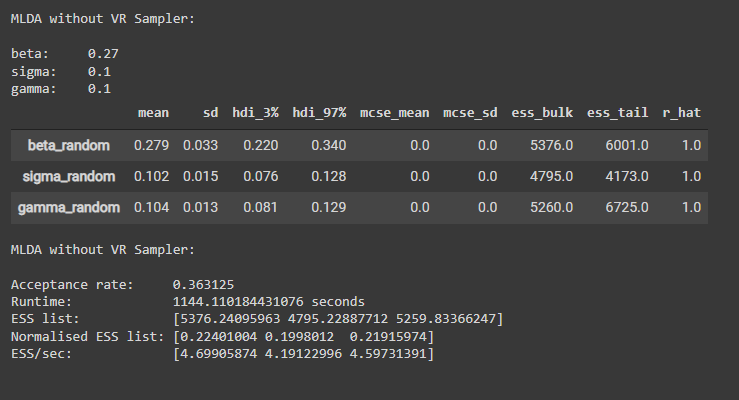 MLDA without VR Sampler:
beta: 0.27
sigma: 0.1
gamma: 0.1
mean sd hdi_3% hdi_97% mcse_mean mcse_sd ess_bulk ess_tail r_hat
beta_random 0.279 0.033 0.220 0.340 0.0 0.0 5376.0 6001.0 1.0
sigma_random 0.102 0.015 0.076 0.128 0.0 0.0 4795.0 4173.0 1.0
gamma_random 0.104 0.013 0.081 0.129 0.0 0.0 5260.0 6725.0 1.0
MLDA without VR Sampler:
Acceptance rate: 0.363125
Runtime: 1144.110184431076 seconds
ESS list: [5376.24095963 4795.22887712 5259.83366247]
Normalised ESS list: [0.22401004 0.1998012 0.21915974]
ESS/sec: [4.69905874 4.19122996 4.59731391]